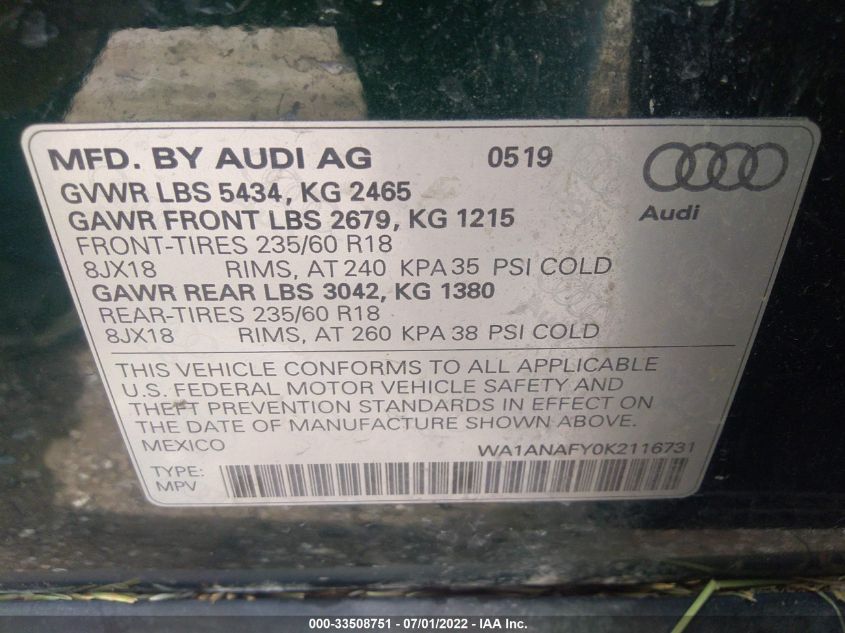 MFD. BY AUDI AG 0519
Audi
GVWR LBS 5434, KG 2465
GAWR FRONT LBS 2679, KG 1215
FRONT-TIRES 235/60 R18
8JX18 RIMS, AT 240 KPA 35 PSI COLD
GAWR REAR LBS 3042, KG 1380
REAR-TIRES 235/60 R18
8JX18 RIMS, AT 260 KPA 38 PSI COLD
THIS VEHICLE CONFORMS TO ALL APPLICABLE
U.S. FEDERAL MOTOR VEHICLE SAFETY AND
THEFT PREVENTION STANDARDS IN EFFECT ON
THE DATE OF MANUFACTURE SHOWN ABOVE.
MEXICO WA1ANAFY0K2116731
TYPE:
MPV
000-33508751 - 07/01/2022 - IAA Inc.